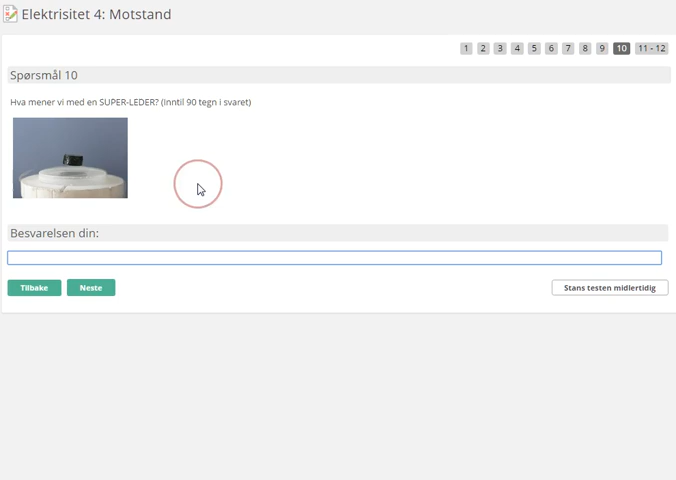 Elektrisitet 4: Motstand
1 2 3 4 5 6 7 8 9 10 11 - 12
Spørsmål 10
Hva mener vi med en SUPER-LEDER? (Inntil 90 tegn i svaret)
Besvarelsen din:
Tilbake Neste Stans testen midlertidig